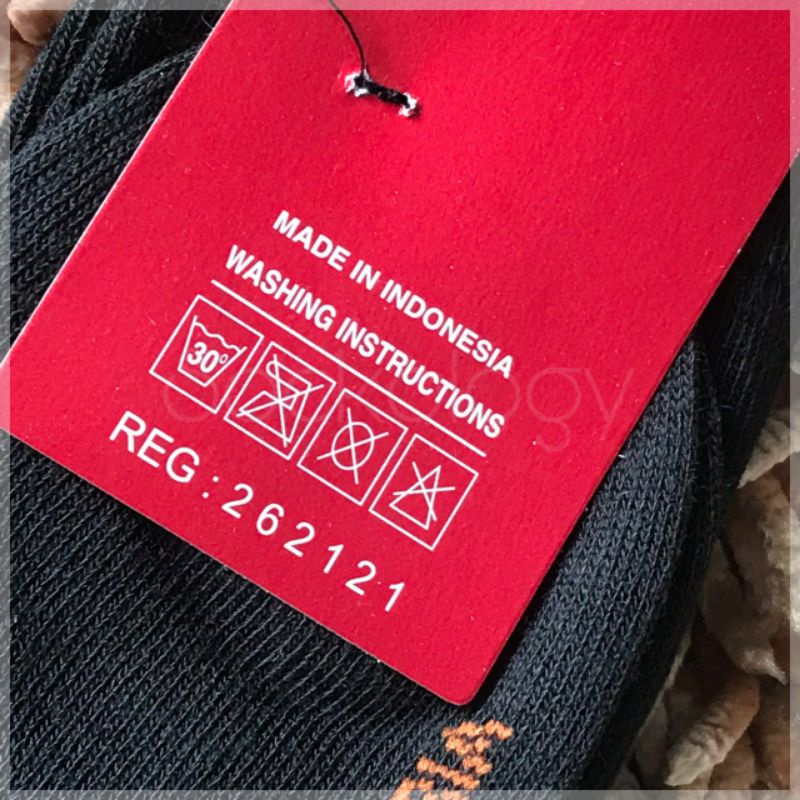 MADE IN INDONESIA
WASHING INSTRUCTIONS
30°
REG : 262121